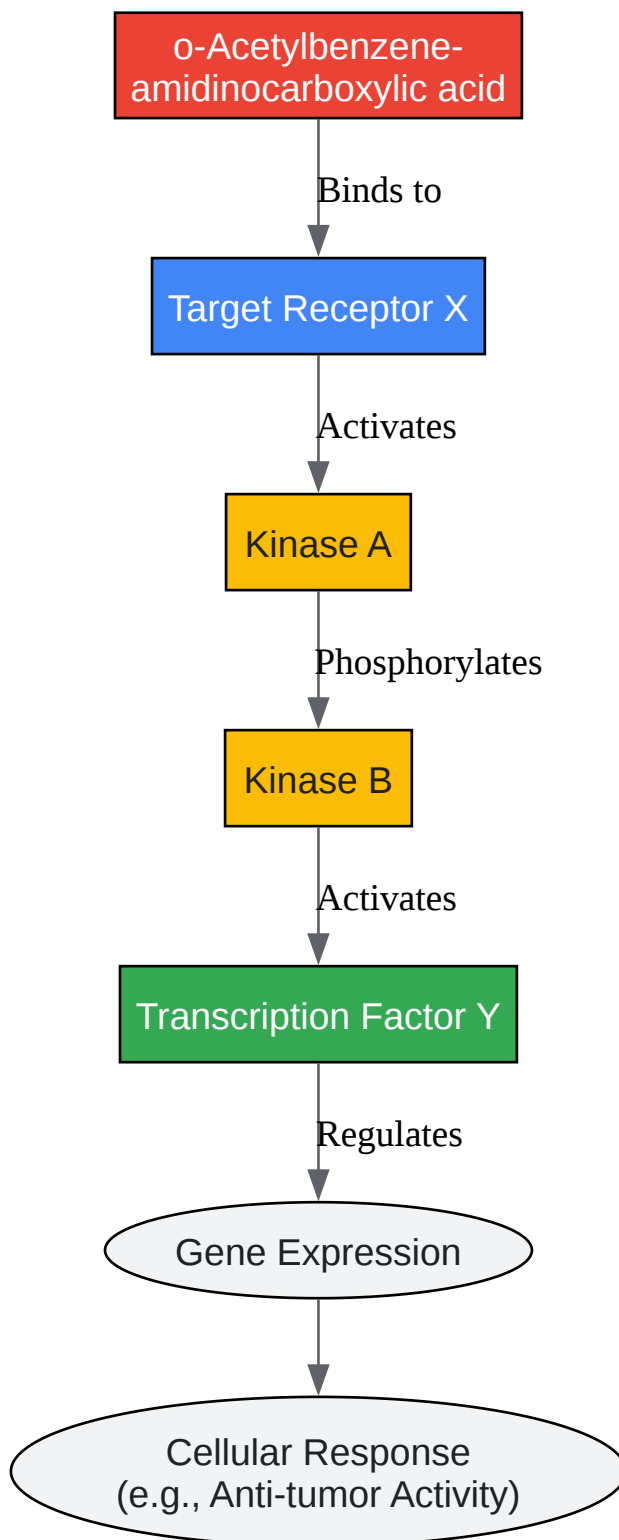 o-Acetylbenzene-
amidinocarboxylic acid
Binds to
Target Receptor X
Activates
Kinase A
Phosphorylates
Kinase B
Activates
Transcription Factor Y
Regulates
Gene Expression
Cellular Response
(e.g., Anti-tumor Activity)